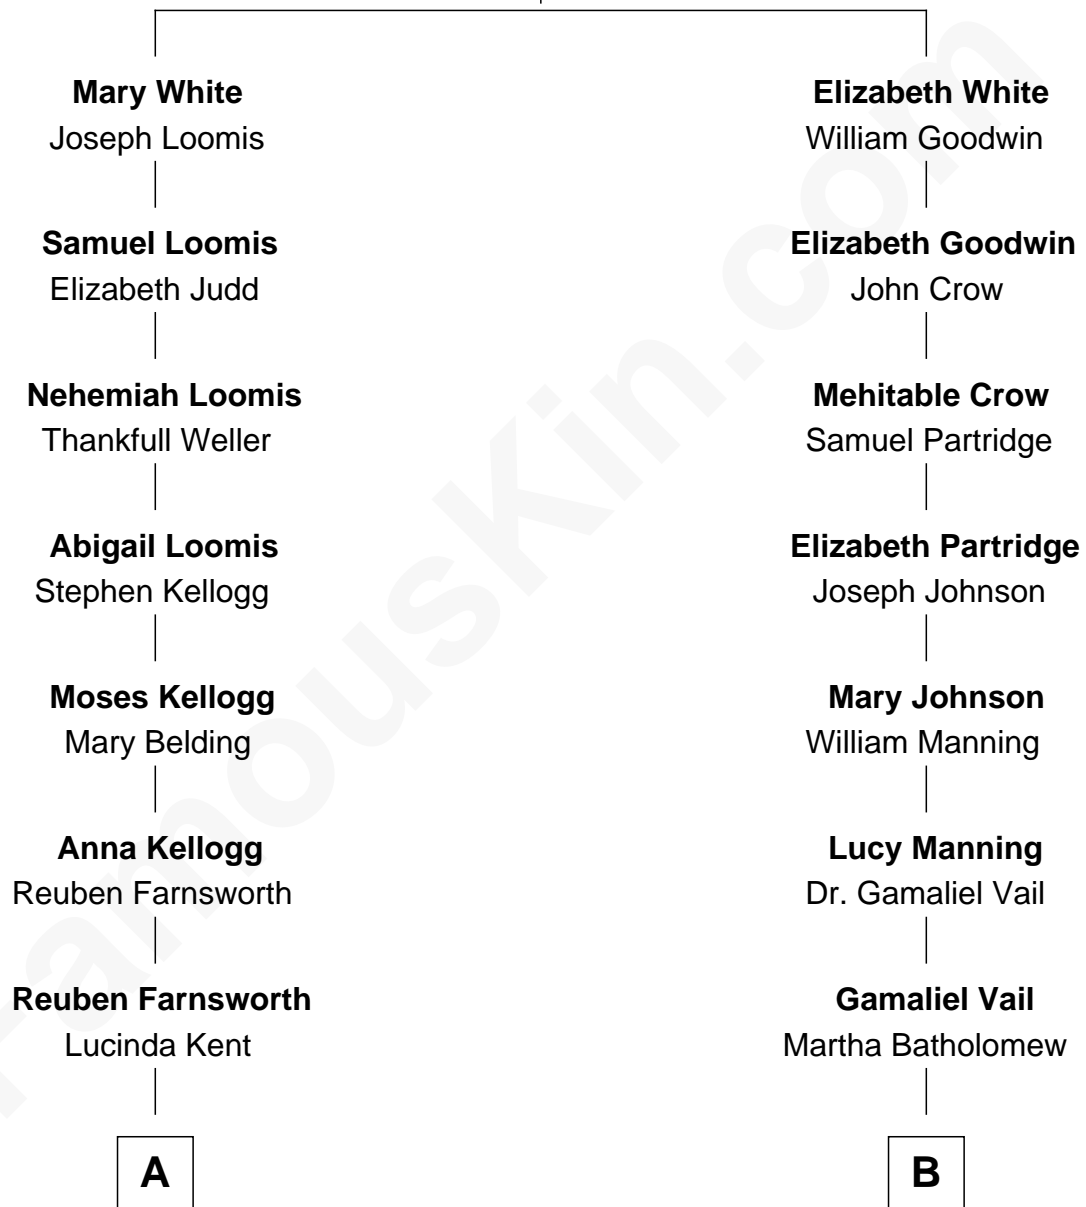 Mary White
Joseph Loomis
Samuel Loomis
Elizabeth Judd
Nehemiah Loomis
Thankfull Weller
Abigail Loomis
Stephen Kellogg
Moses Kellogg
Mary Belding
Anna Kellogg
Reuben Farnsworth
Reuben Farnsworth
Lucinda Kent
A
Elizabeth White
William Goodwin
Elizabeth Goodwin
John Crow
Mehitable Crow
Samuel Partridge
Elizabeth Partridge
Joseph Johnson
Mary Johnson
William Manning
Lucy Manning
Dr. Gamaliel Vail
Gamaliel Vail
Martha Batholomew
B
FamousKin.com